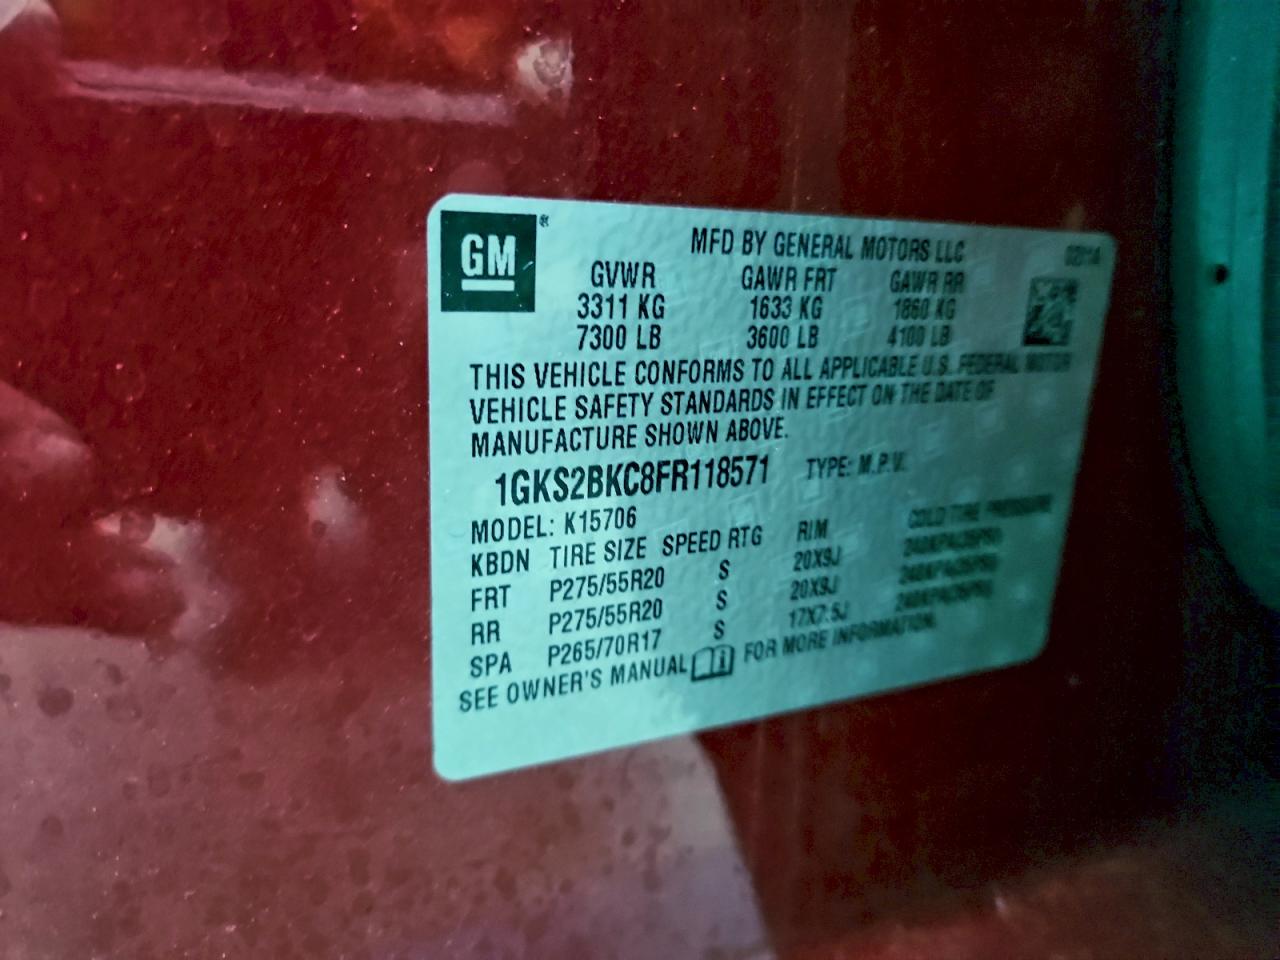 GM®
MFD BY GENERAL MOTORS LLC
GVWR GAWR FRT GAWR RR
3311 KG 1633 KG 1860 KG
7300 LB 3600 LB 4100 LB
THIS VEHICLE CONFORMS TO ALL APPLICABLE U.S. FEDERAL MOTOR
VEHICLE SAFETY STANDARDS IN EFFECT ON THE DATE OF
MANUFACTURE SHOWN ABOVE.
1GKS2BKC8FR118571 TYPE: M.P.V.
MODEL: K15706
KBDN TIRE SIZE SPEED RTG RIM COLD TIRE PRESSURE
FRT P275/55R20 S 20X9J
RR P275/55R20 S 20X9J
SPA P265/70R17 S 17X7.5J
SEE OWNER'S MANUAL FOR MORE INFORMATION.